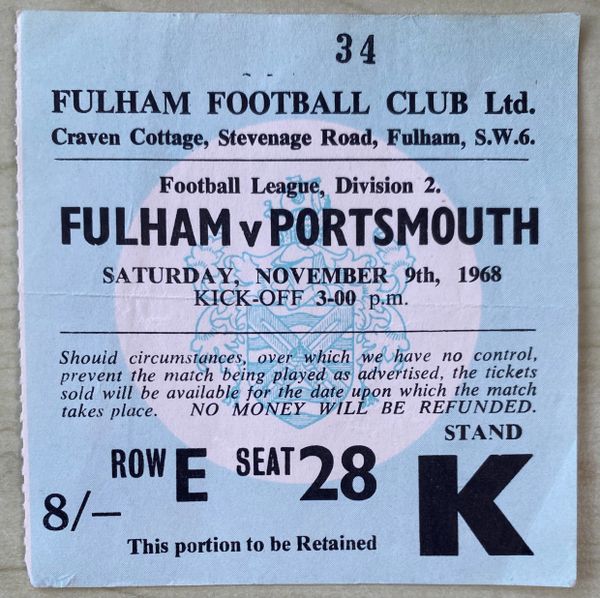 34
FULHAM FOOTBALL CLUB Ltd.
Craven Cottage, Stevenage Road, Fulham, S.W.6.
Football League, Division 2.
FULHAM v PORTSMOUTH
SATURDAY, NOVEMBER 9th, 1968
KICK-OFF 3-00 p.m.
Should circumstances, over which we have no control,
prevent the match being played as advertised, the tickets
sold will be available for the date upon which the match
takes place. NO MONEY WILL BE REFUNDED.
STAND
ROW E SEAT 28 K
8/–
This portion to be Retained